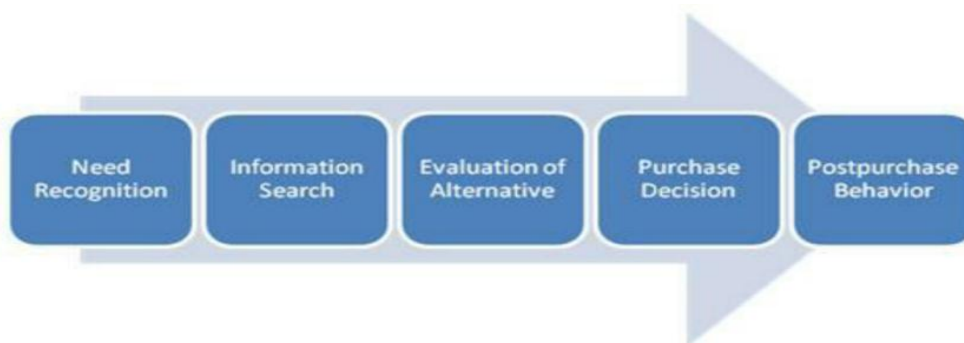 Need
Recognition
Information
Search
Evaluation of
Alternative
Purchase
Decision
Postpurchase
Behavior